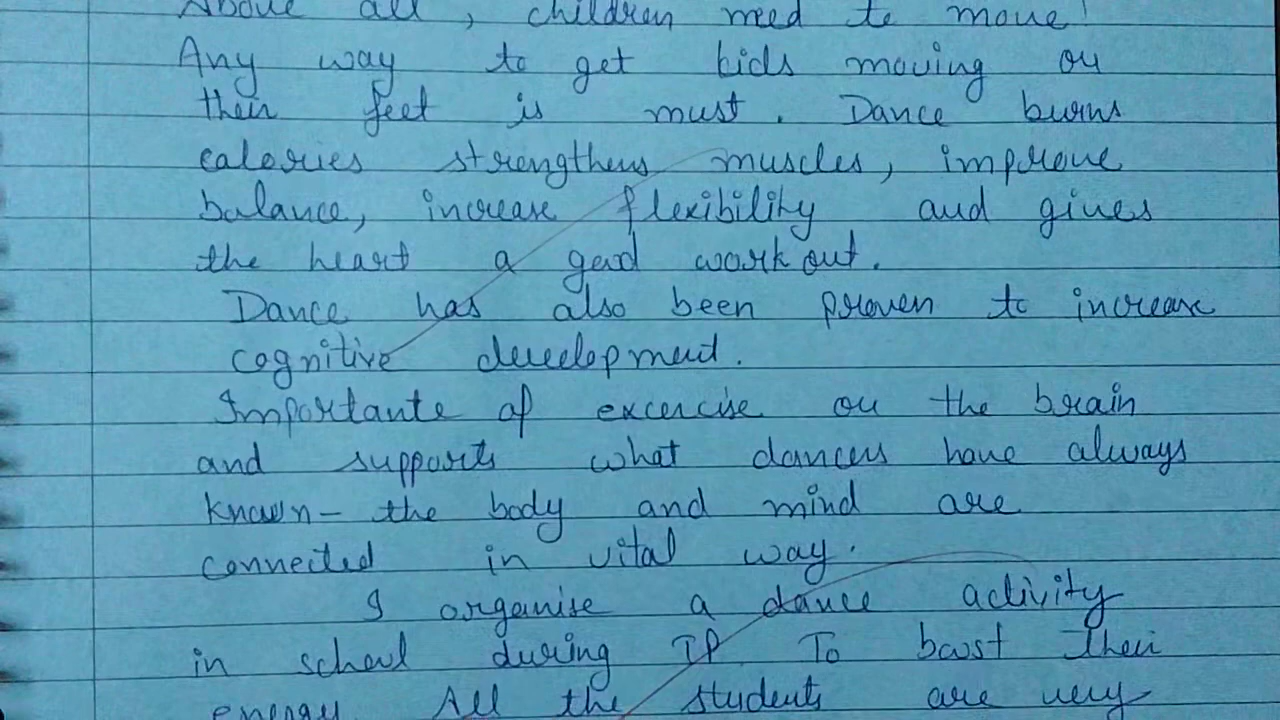 Above all, children need to move!
Any way to get kids moving on
their feet is must. Dance burns
calories strengthens muscles, improve
balance, increase flexibility and gives
the heart a good work out.
Dance has also been proven to increase
cognitive development.
Importante of excercise on the brain
and supports what dancers have always
known- the body and mind are
connected in vital way.
I organise a dance activity
in school during TP To boost Their
energy. All the students are very